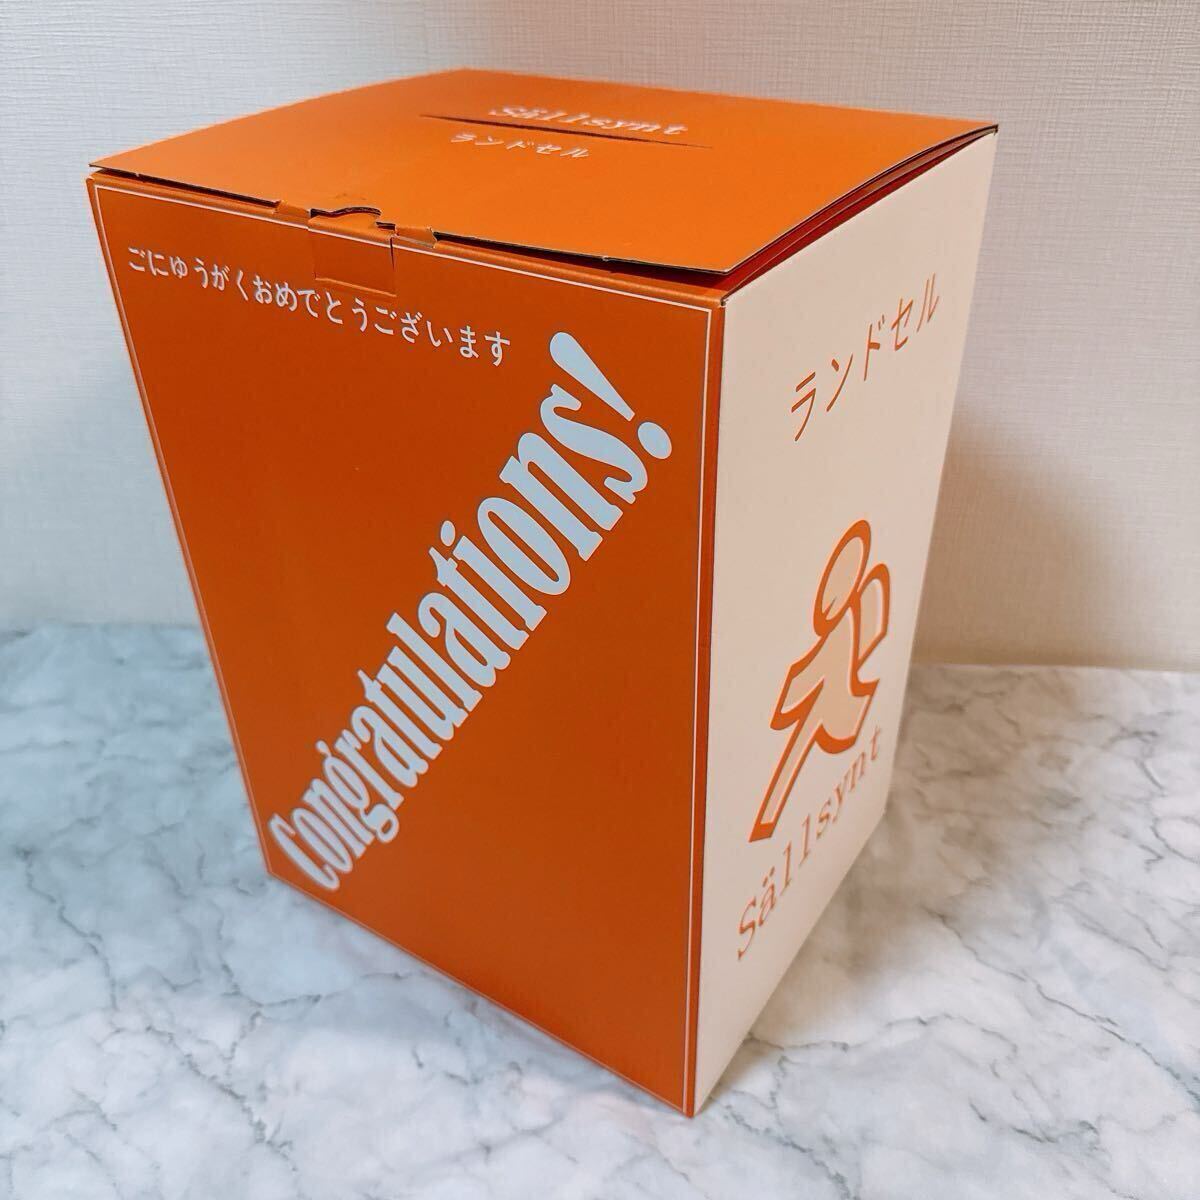 Sällsynt
ランドセル
ごにゅうがくおめでとうございます
Congratulations!
ランドセル
Sällsynt